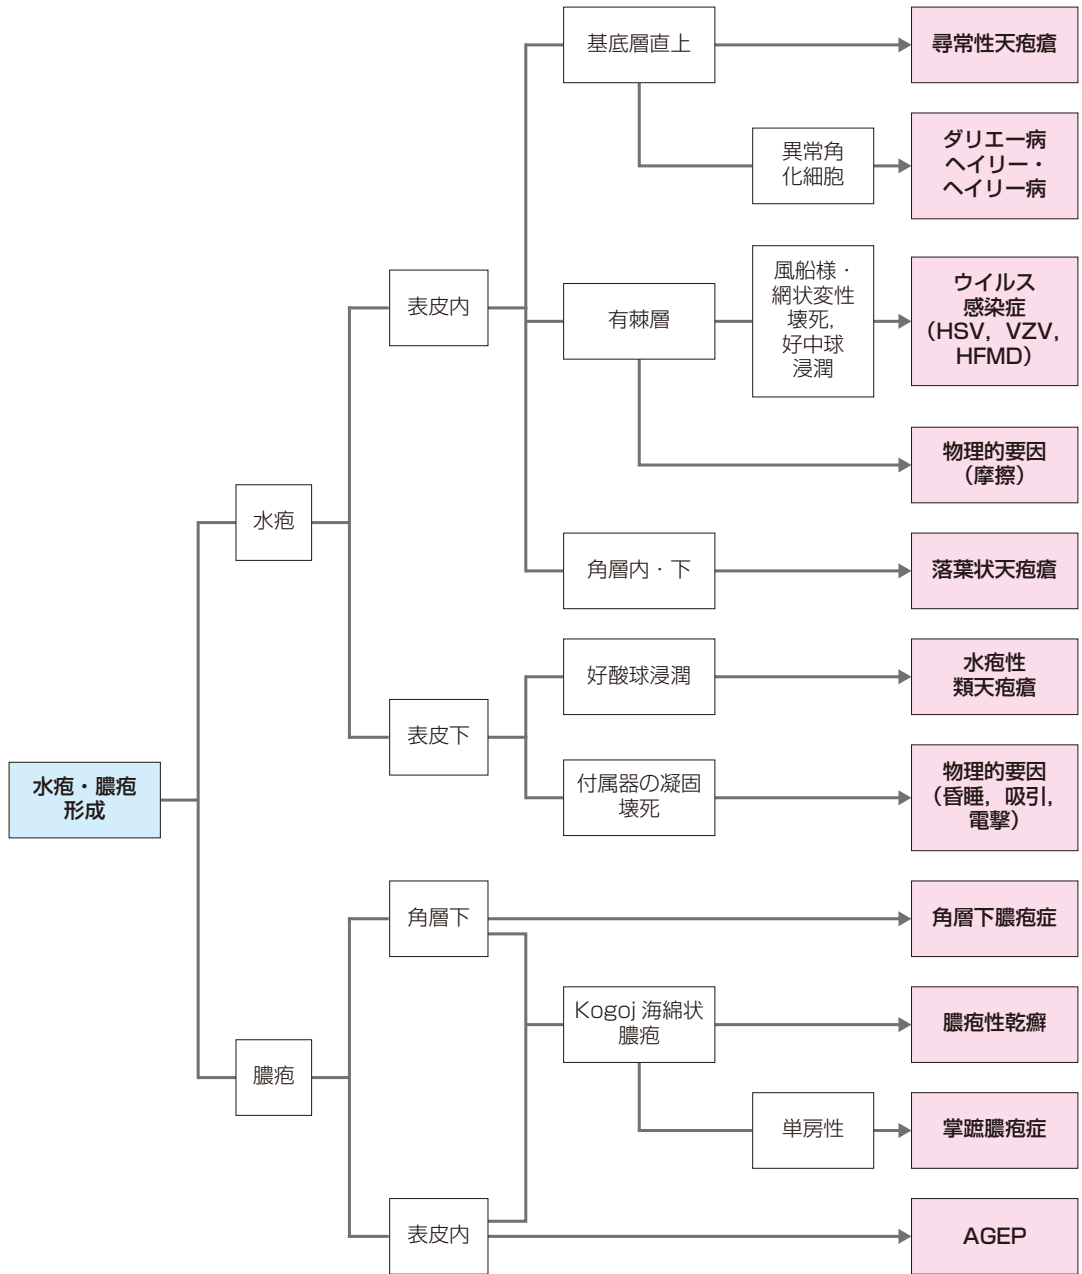 水疱・膿疱
形成
水疱
表皮内
基底層直上
尋常性天疱瘡
異常角
化細胞
ダリエー病
ヘイリー・
ヘイリー病
有棘層
風船様・
網状変性
壊死，
好中球
浸潤
ウイルス
感染症
（HSV，VZV，
HFMD）
物理的要因
（摩擦）
角層内・下
落葉状天疱瘡
表皮下
好酸球浸潤
水疱性
類天疱瘡
付属器の凝固
壊死
物理的要因
（昏睡，吸引，
電撃）
膿疱
角層下
角層下膿疱症
Kogoj 海綿状
膿疱
膿疱性乾癬
単房性
掌蹠膿疱症
表皮内
AGEP